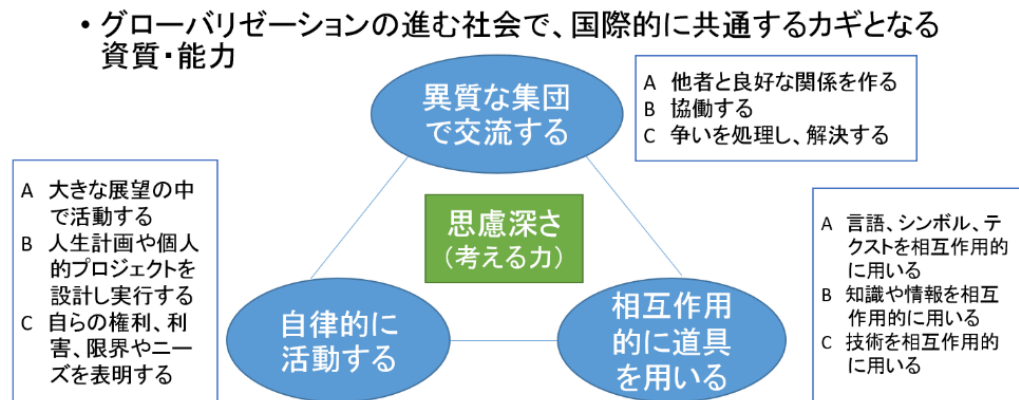 • グローバリゼーションの進む社会で、国際的に共通するカギとなる
資質・能力
異質な集団
で交流する
A 他者と良好な関係を作る
B 協働する
C 争いを処理し、解決する
A 大きな展望の中
で活動する
B 人生計画や個人
的プロジェクトを
設計し実行する
C 自らの権利、利
害、限界やニー
ズを表明する
思慮深さ
(考える力)
A 言語、シンボル、テ
クストを相互作用的
に用いる
B 知識や情報を相互
作用的に用いる
C 技術を相互作用的
に用いる
自律的に
活動する
相互作用
的に道具
を用いる